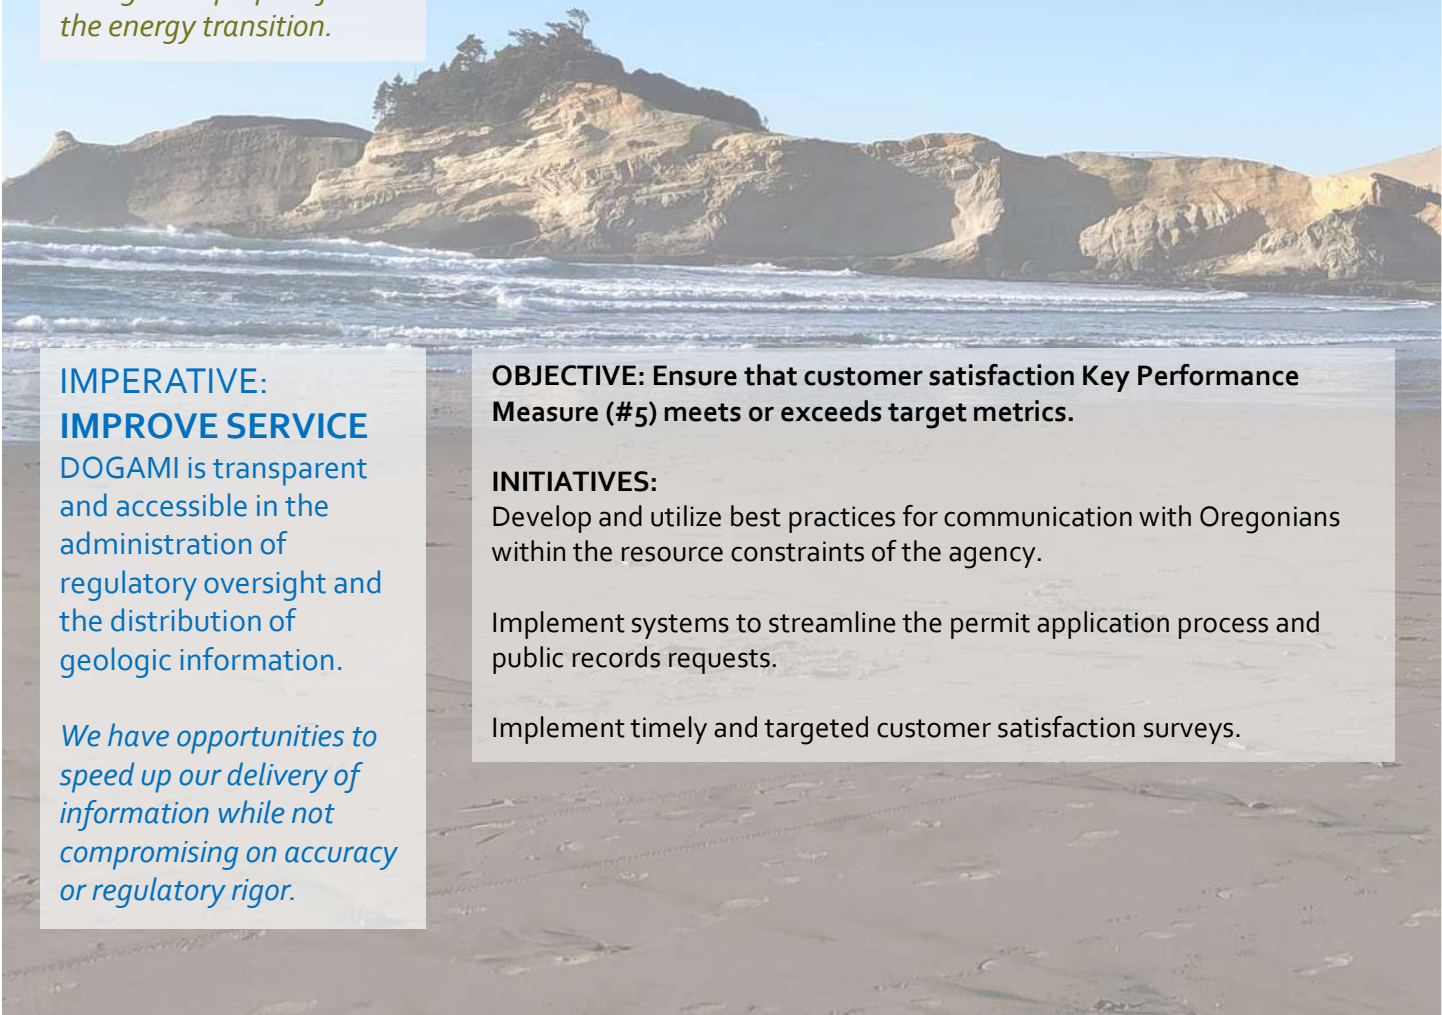 the energy transition.
IMPERATIVE:
IMPROVE SERVICE
DOGAMI is transparent
and accessible in the
administration of
regulatory oversight and
the distribution of
geologic information.
We have opportunities to
speed up our delivery of
information while not
compromising on accuracy
or regulatory rigor.
OBJECTIVE: Ensure that customer satisfaction Key Performance
Measure (#5) meets or exceeds target metrics.
INITIATIVES:
Develop and utilize best practices for communication with Oregonians
within the resource constraints of the agency.
Implement systems to streamline the permit application process and
public records requests.
Implement timely and targeted customer satisfaction surveys.